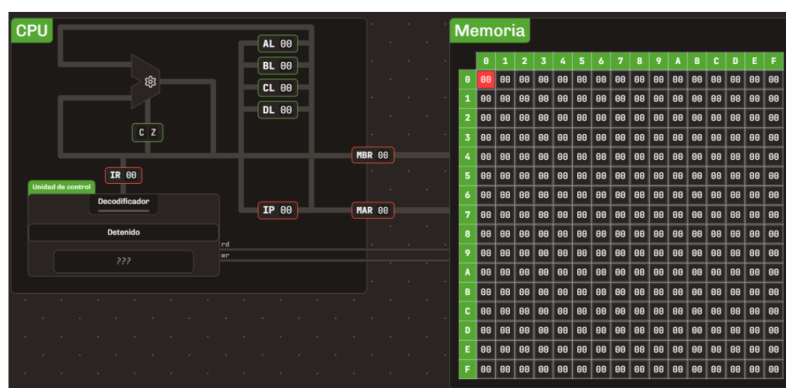 CPU
AL 00
BL 00
CL 00
DL 00
C Z
MBR 00
IR 00
Unidad de control
Decodificador
IP 00
MAR 00
Detenido
rd
wr
???
Memoria
0 1 2 3 4 5 6 7 8 9 A B C D E F
0 00 00 00 00 00 00 00 00 00 00 00 00 00 00 00 00
1 00 00 00 00 00 00 00 00 00 00 00 00 00 00 00 00
2 00 00 00 00 00 00 00 00 00 00 00 00 00 00 00 00
3 00 00 00 00 00 00 00 00 00 00 00 00 00 00 00 00
4 00 00 00 00 00 00 00 00 00 00 00 00 00 00 00 00
5 00 00 00 00 00 00 00 00 00 00 00 00 00 00 00 00
6 00 00 00 00 00 00 00 00 00 00 00 00 00 00 00 00
7 00 00 00 00 00 00 00 00 00 00 00 00 00 00 00 00
8 00 00 00 00 00 00 00 00 00 00 00 00 00 00 00 00
9 00 00 00 00 00 00 00 00 00 00 00 00 00 00 00 00
A 00 00 00 00 00 00 00 00 00 00 00 00 00 00 00 00
B 00 00 00 00 00 00 00 00 00 00 00 00 00 00 00 00
C 00 00 00 00 00 00 00 00 00 00 00 00 00 00 00 00
D 00 00 00 00 00 00 00 00 00 00 00 00 00 00 00 00
E 00 00 00 00 00 00 00 00 00 00 00 00 00 00 00 00
F 00 00 00 00 00 00 00 00 00 00 00 00 00 00 00 00